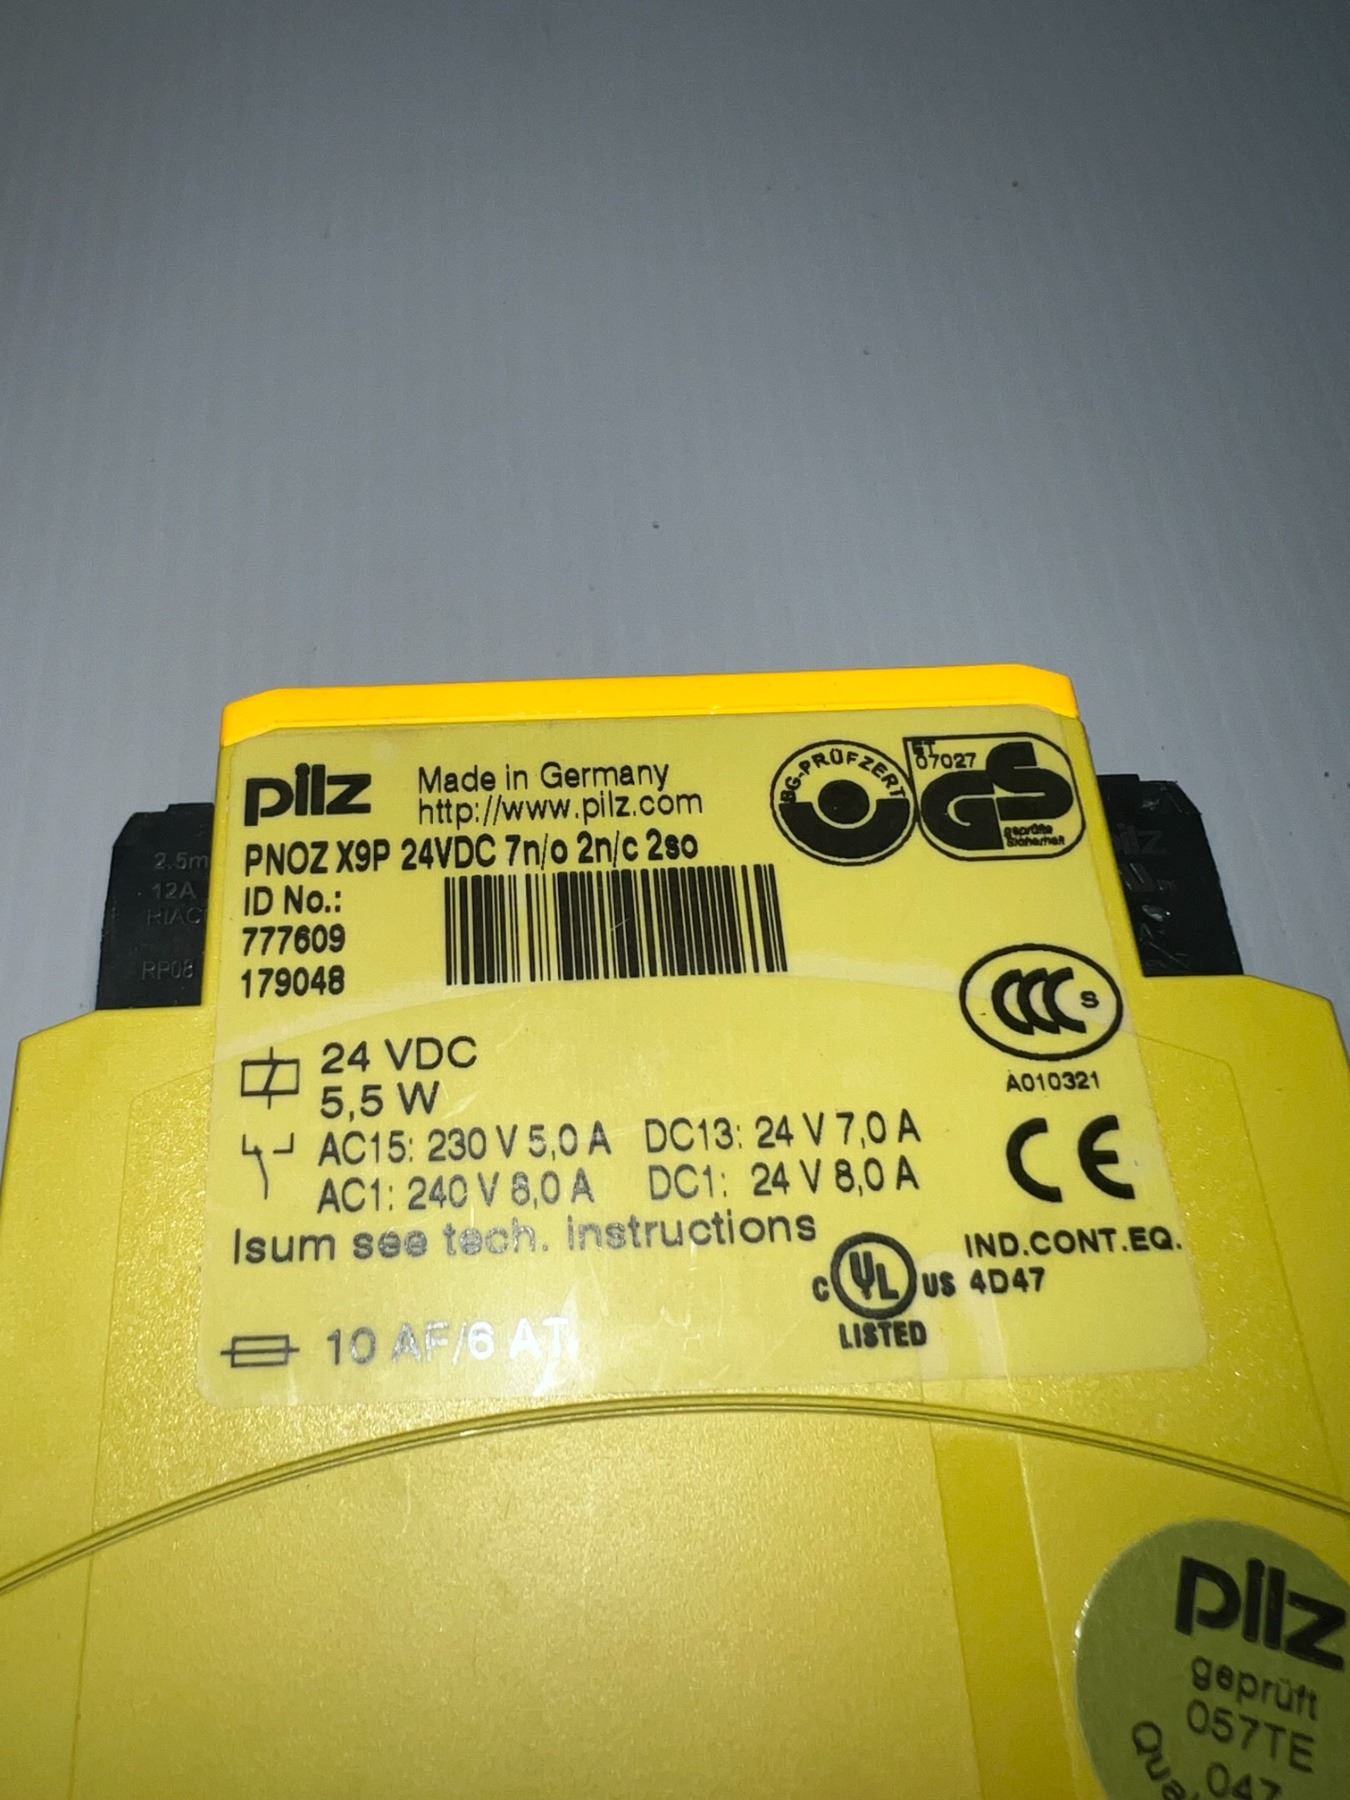 pilz
Made in Germany
http://www.pilz.com
PNOZ X9P 24VDC 7n/o 2n/c 2so
ID No.:
777609
179048
BG-PRÜFZERT
ET
07027
GS
geprüfte
Sicherheit
2.5m
12A
RP08
CCC S
A010321
24 VDC
5,5 W
AC15: 230 V 5,0 A DC13: 24 V 7,0 A
AC1: 240 V 8,0 A DC1: 24 V 8,0 A
Isum see tech. instructions
CE
IND.CONT.EQ.
C UL US 4D47
LISTED
10 AF/6 AT
pilz
geprüft
057TE
047